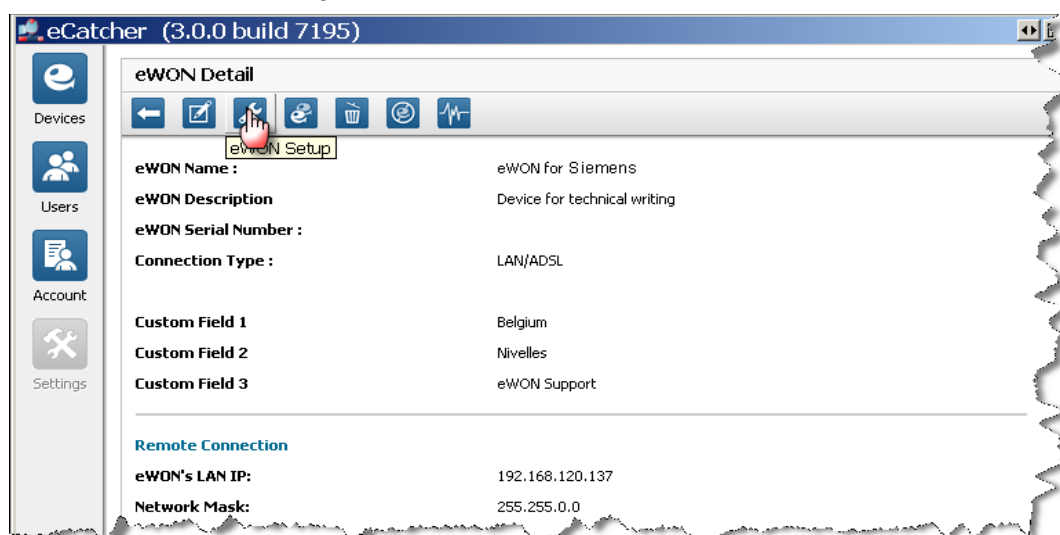 eCatcher (3.0.0 build 7195)
eWON Detail
Devices
eWON Setup
eWON Name : eWON for Siemens
Users
eWON Description Device for technical writing
eWON Serial Number :
Connection Type : LAN/ADSL
Account
Custom Field 1 Belgium
Custom Field 2 Nivelles
Settings
Custom Field 3 eWON Support
Remote Connection
eWON's LAN IP: 192.168.120.137
Network Mask: 255.255.0.0